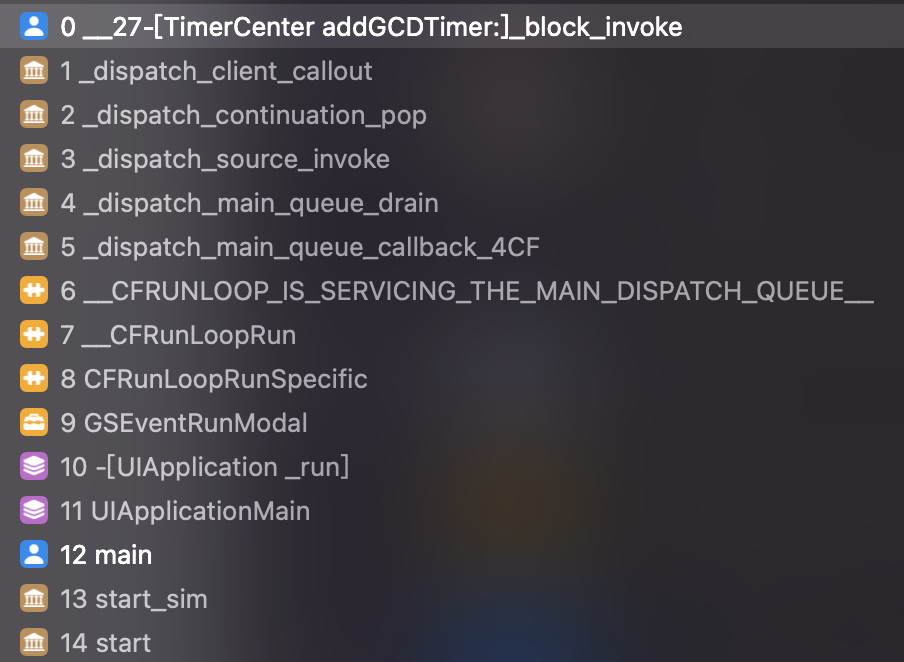 0 __27-[TimerCenter addGCDTimer:]_block_invoke
1 _dispatch_client_callout
2 _dispatch_continuation_pop
3 _dispatch_source_invoke
4 _dispatch_main_queue_drain
5 _dispatch_main_queue_callback_4CF
6 __CFRUNLOOP_IS_SERVICING_THE_MAIN_DISPATCH_QUEUE__
7 __CFRunLoopRun
8 CFRunLoopRunSpecific
9 GSEventRunModal
10 -[UIApplication _run]
11 UIApplicationMain
12 main
13 start_sim
14 start